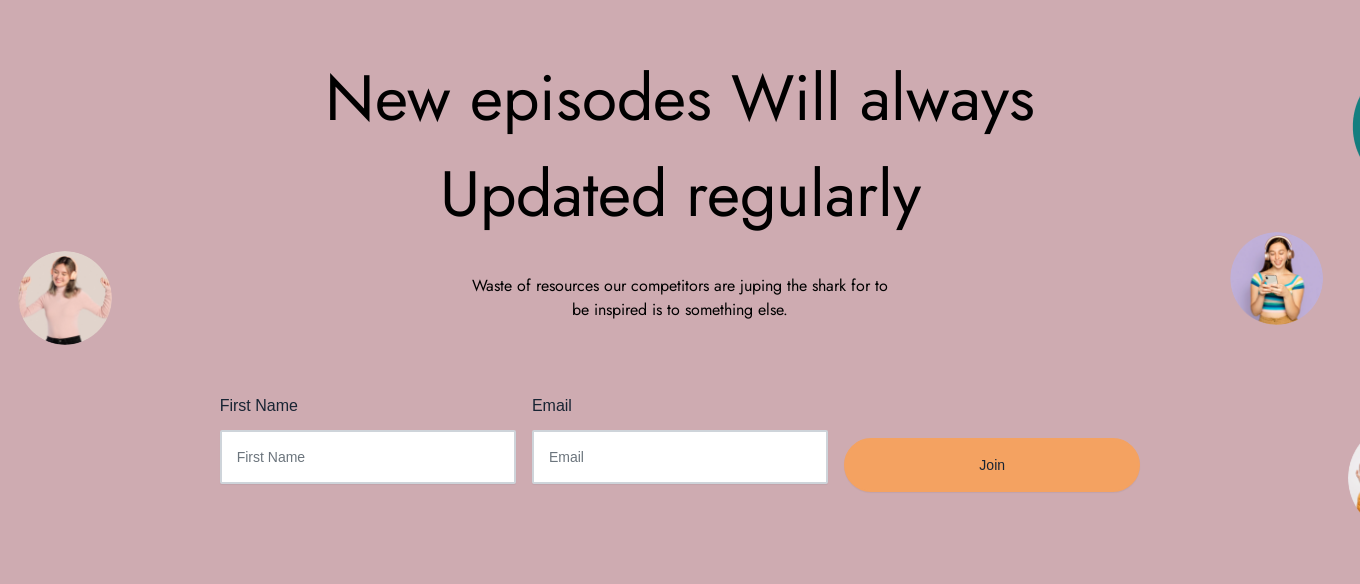 New episodes Will always
Updated regularly
Waste of resources our competitors are juping the shark for to
be inspired is to something else.
First Name
Email
First Name
Email
Join